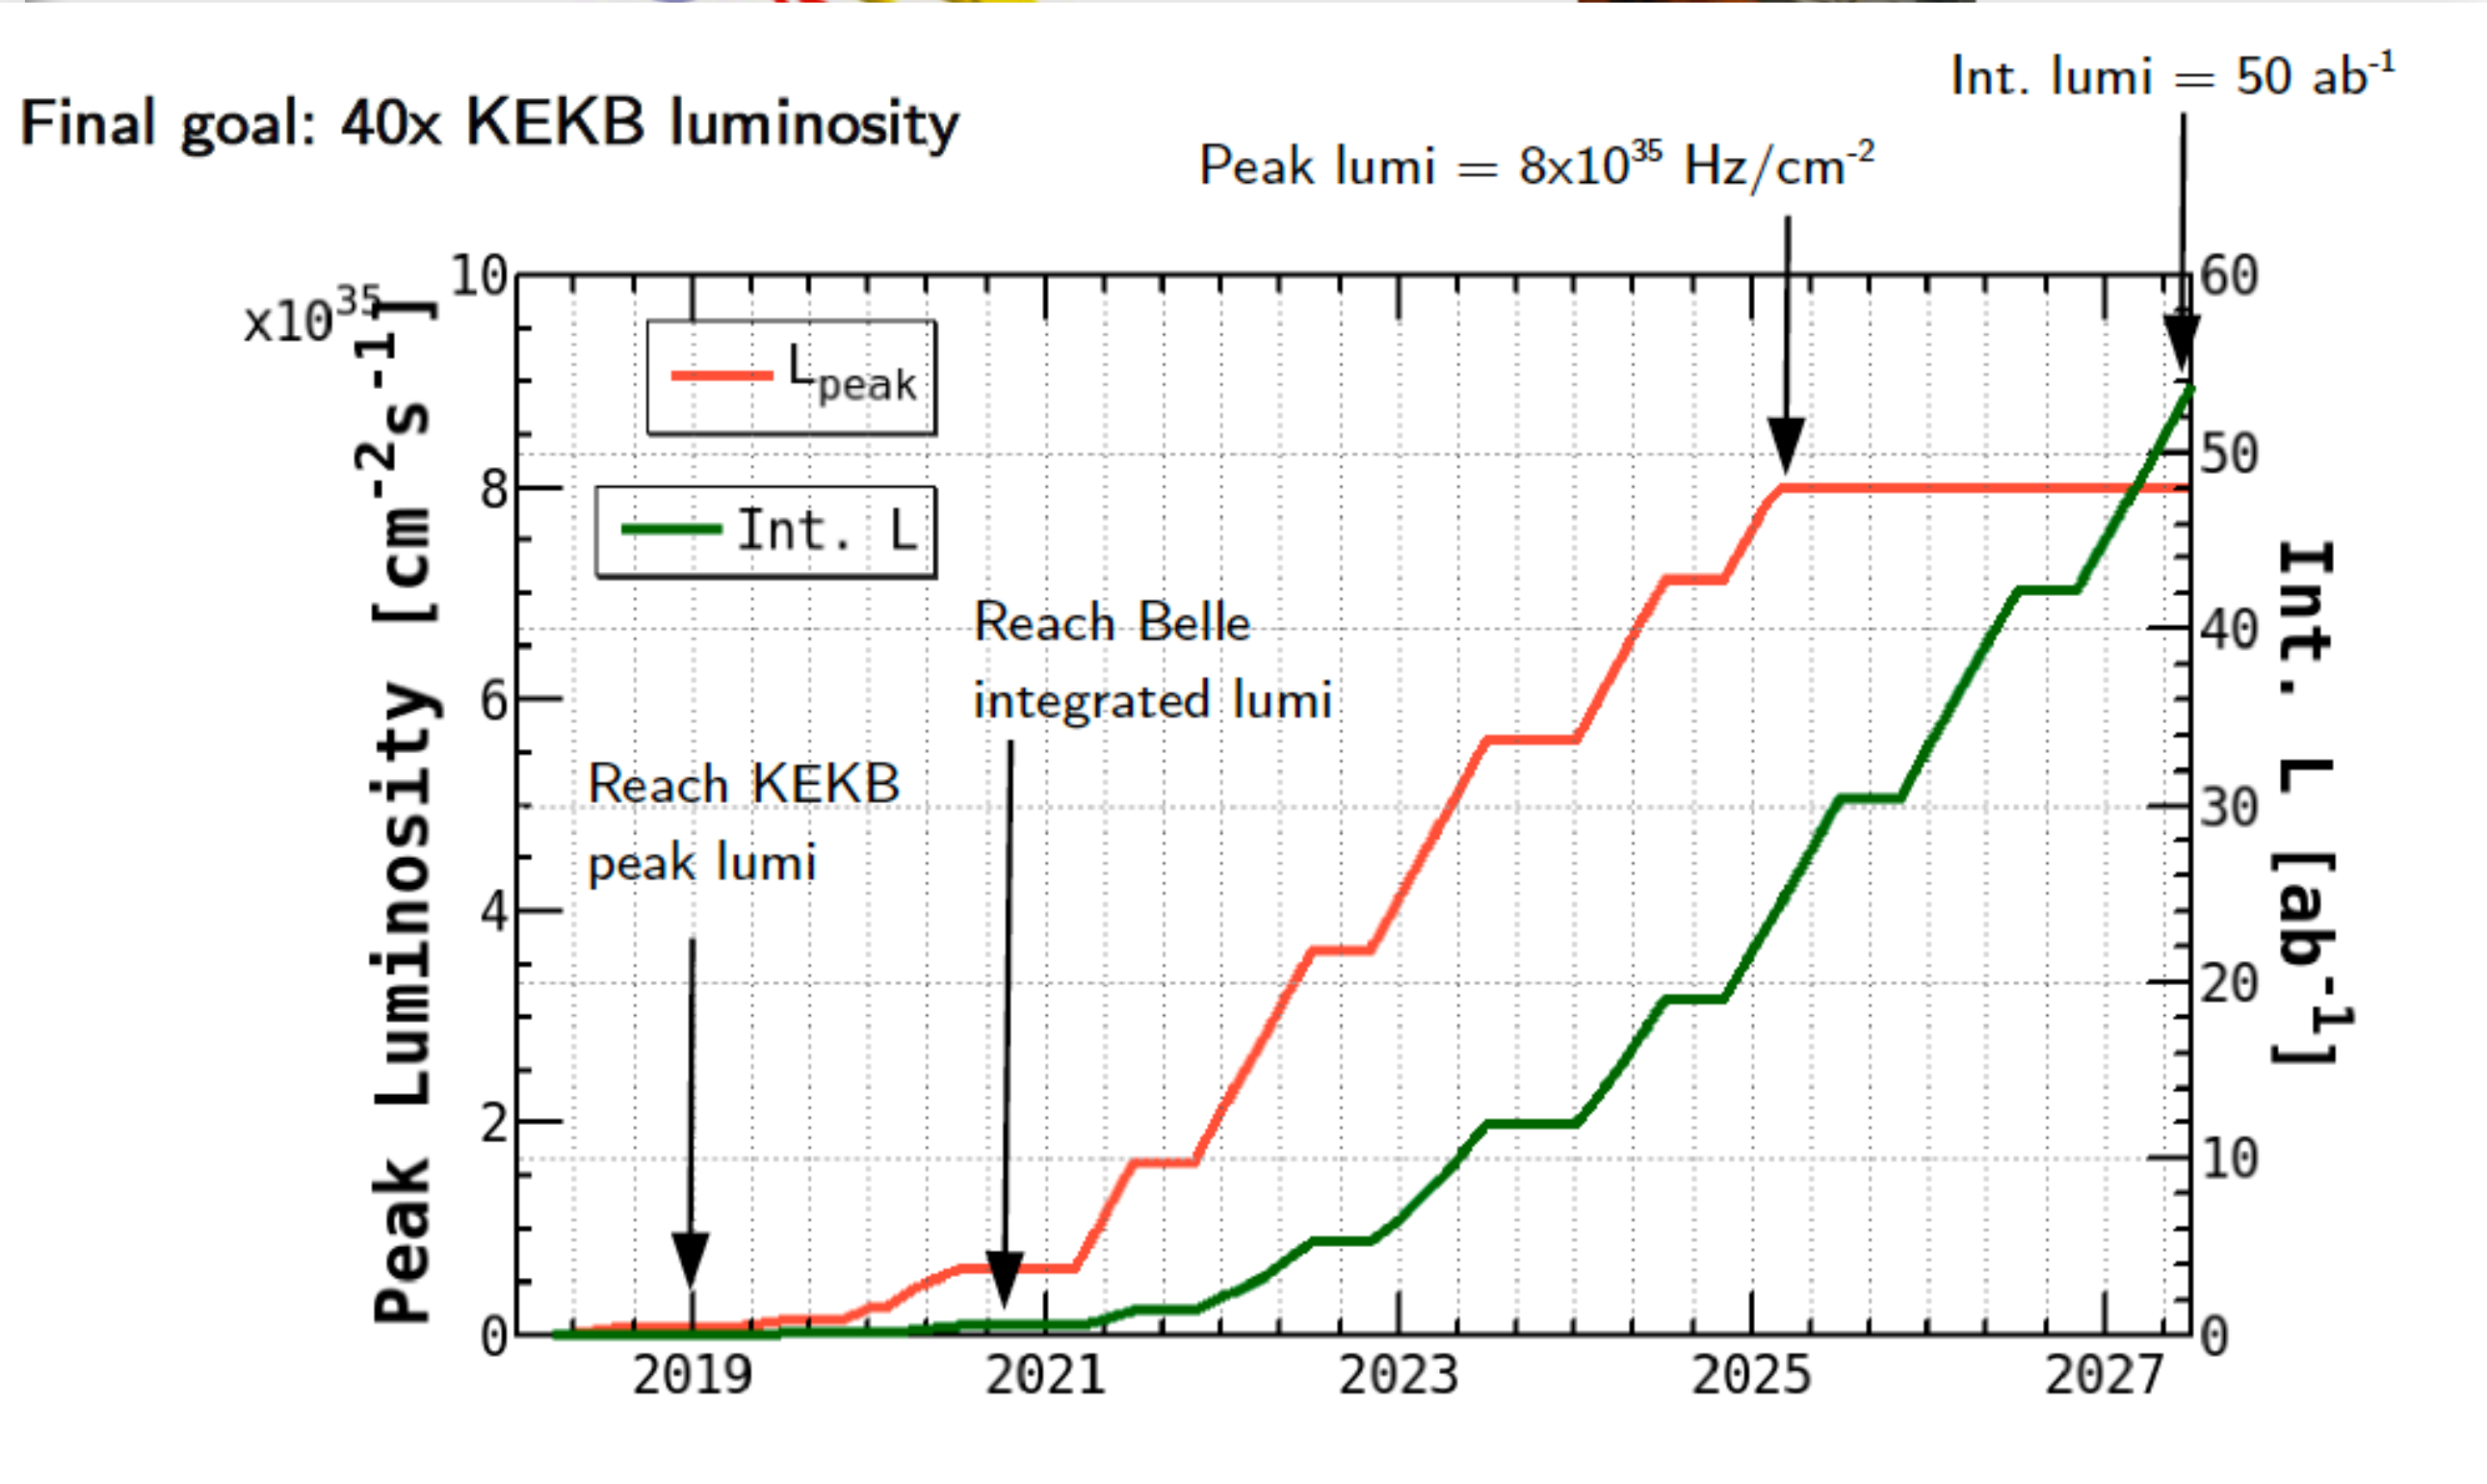 Int. lumi = 50 ab⁻¹
Final goal: 40x KEKB luminosity
Peak lumi = 8x10³⁵ Hz/cm⁻²
x10³⁵
Peak Luminosity [cm⁻²s⁻¹]
10
8
6
4
2
0
L_peak
Int. L
Reach Belle
integrated lumi
Reach KEKB
peak lumi
60
50
40
30
20
10
0
Int. L [ab⁻¹]
2019 2021 2023 2025 2027